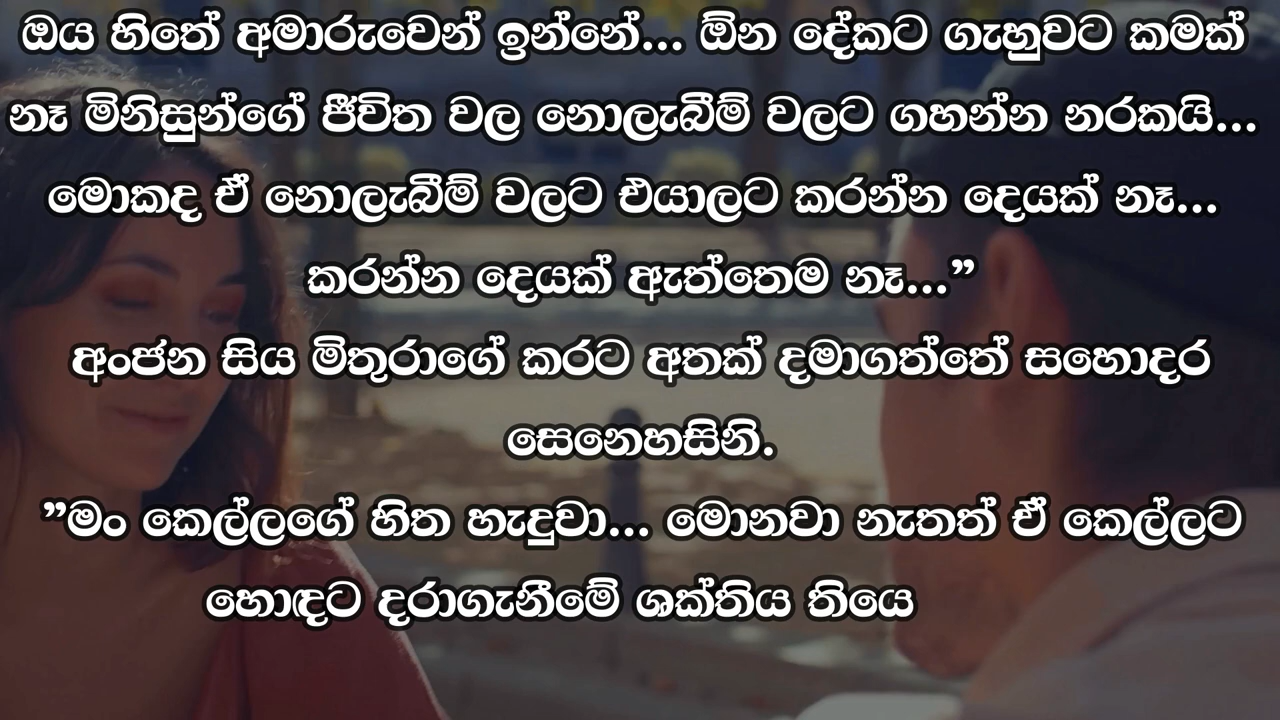 ඔය හිතේ අමාරුවෙන් ඉන්නේ... ඕන දේකට ගැහුවට කමක්
නෑ මිනිසුන්ගේ ජීවිත වල නොලැබීම් වලට ගහන්න නරකයි...
මොකද ඒ නොලැබීම් වලට එයාලට කරන්න දෙයක් නෑ...
කරන්න දෙයක් ඇත්තෙම නෑ...”
අංජන සිය මිතුරාගේ කරට අතක් දමාගත්තේ සහොදර
සෙනෙහසිනි.
”මං කෙල්ලගේ හිත හැදුවා... මොනවා නැතත් ඒ කෙල්ලට
හොඳට දරාගැනීමේ ශක්තිය තියෙ